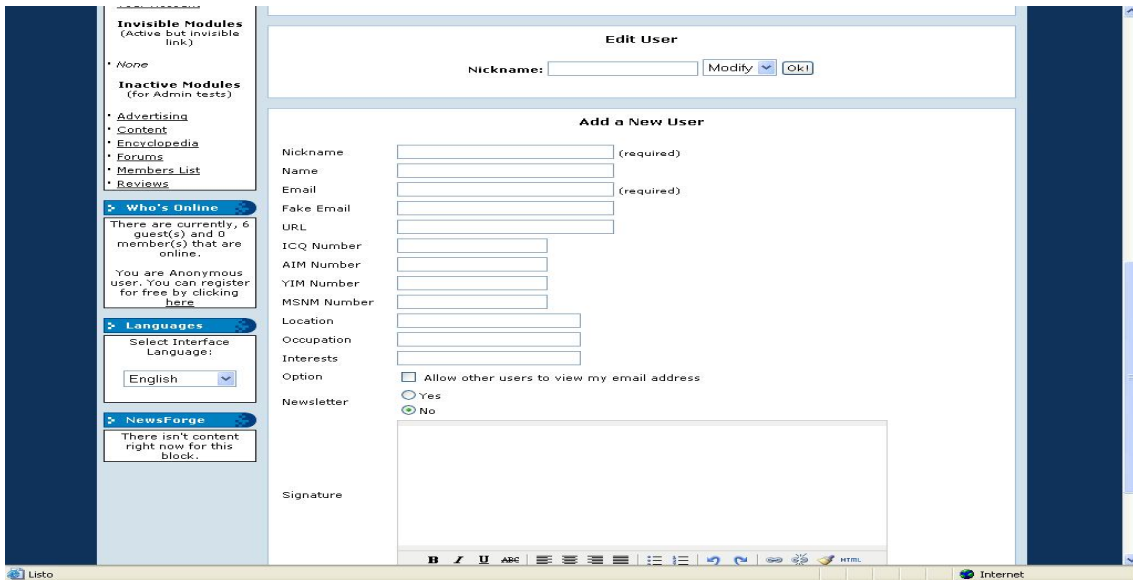 Your Account
Invisible Modules
(Active but invisible
link)
· None
Inactive Modules
(for Admin tests)
· Advertising
· Content
· Encyclopedia
· Forums
· Members List
· Reviews
Who's Online
There are currently, 6
guest(s) and 0
member(s) that are
online.
You are Anonymous
user. You can register
for free by clicking
here
Languages
Select Interface
Language:
English
NewsForge
There isn't content
right now for this
block.
Edit User
Nickname: Modify Ok!
Add a New User
Nickname (required)
Name
Email (required)
Fake Email
URL
ICQ Number
AIM Number
YIM Number
MSNM Number
Location
Occupation
Interests
Option Allow other users to view my email address
Newsletter
Yes
No
Signature
B I U ABC HTML
Listo Internet